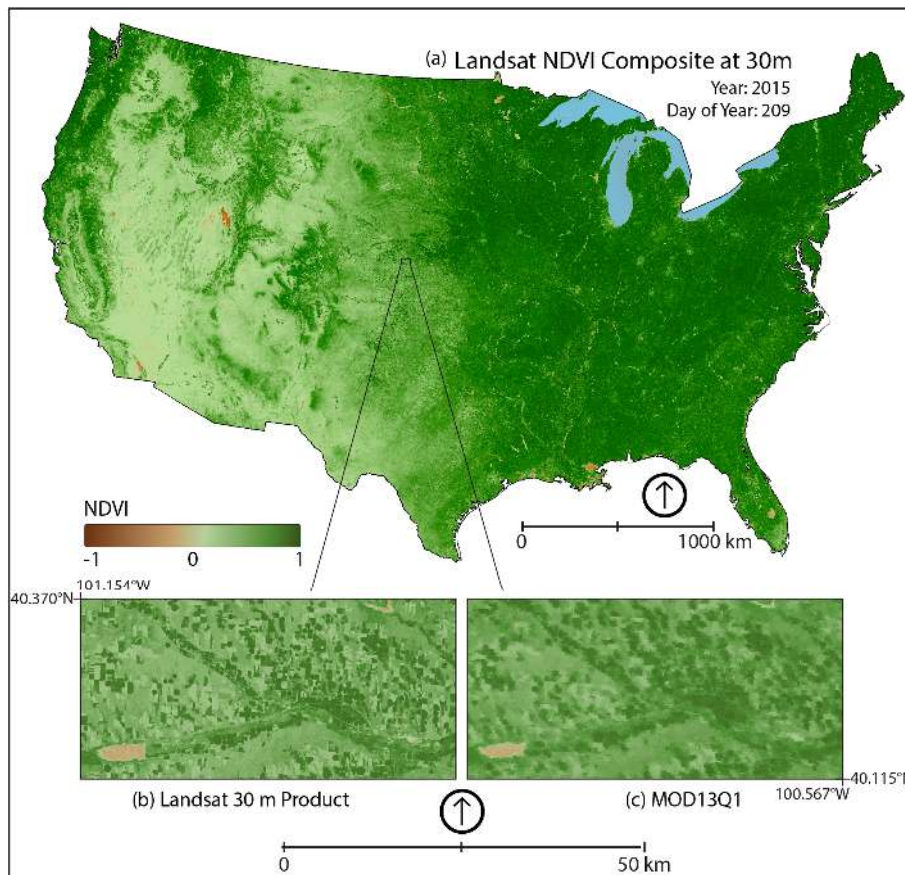 (a) Landsat NDVI Composite at 30m
Year: 2015
Day of Year: 209
NDVI
-1 0 1
0 1000 km
101.154°W
40.370°N
40.115°N
100.567°W
(b) Landsat 30 m Product
(c) MOD13Q1
0 50 km